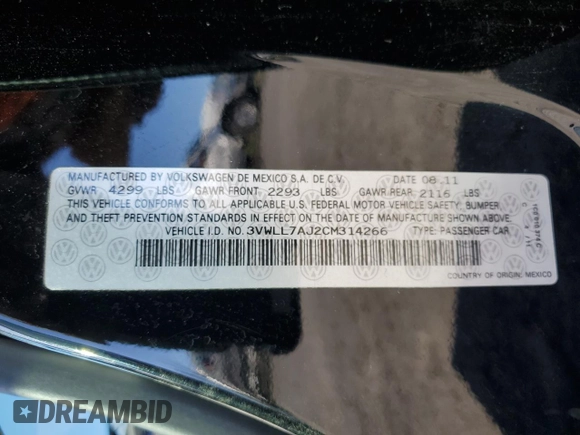 MANUFACTURED BY VOLKSWAGEN DE MEXICO S.A. DE C.V. DATE 08.11
GVWR 4299 LBS GAWR FRONT 2293 LBS GAWR REAR 2116 LBS
THIS VEHICLE CONFORMS TO ALL APPLICABLE U.S. FEDERAL MOTOR VEHICLE SAFETY, BUMPER,
AND THEFT PREVENTION STANDARDS IN EFFECT ON THE DATE OF MANUFACTURE SHOWN ABOVE.
VEHICLE I.D. NO. 3VWLL7AJ2CM314266 TYPE: PASSENGER CAR
COUNTRY OF ORIGIN: MEXICO
DREAMBID